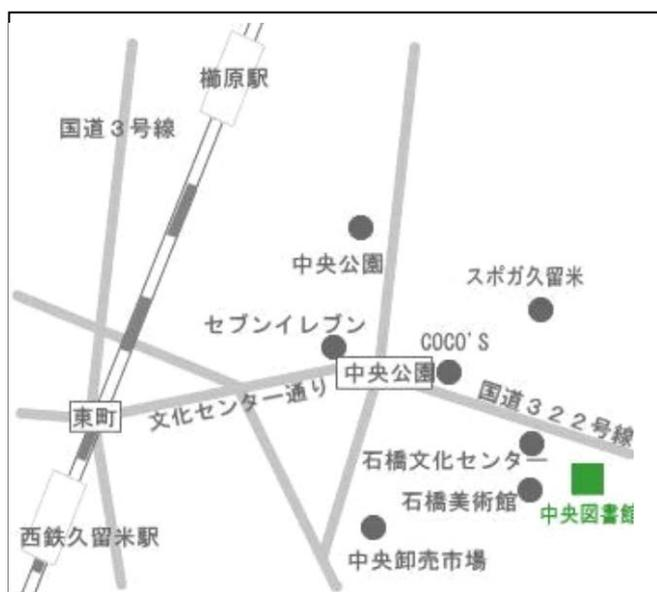 櫛原駅
国道3号線
中央公園
スポガ久留米
セブンイレブン
COCO'S
中央公園
国道322号線
文化センター通り
東町
石橋文化センター
石橋美術館
中央図書館
西鉄久留米駅
中央卸売市場